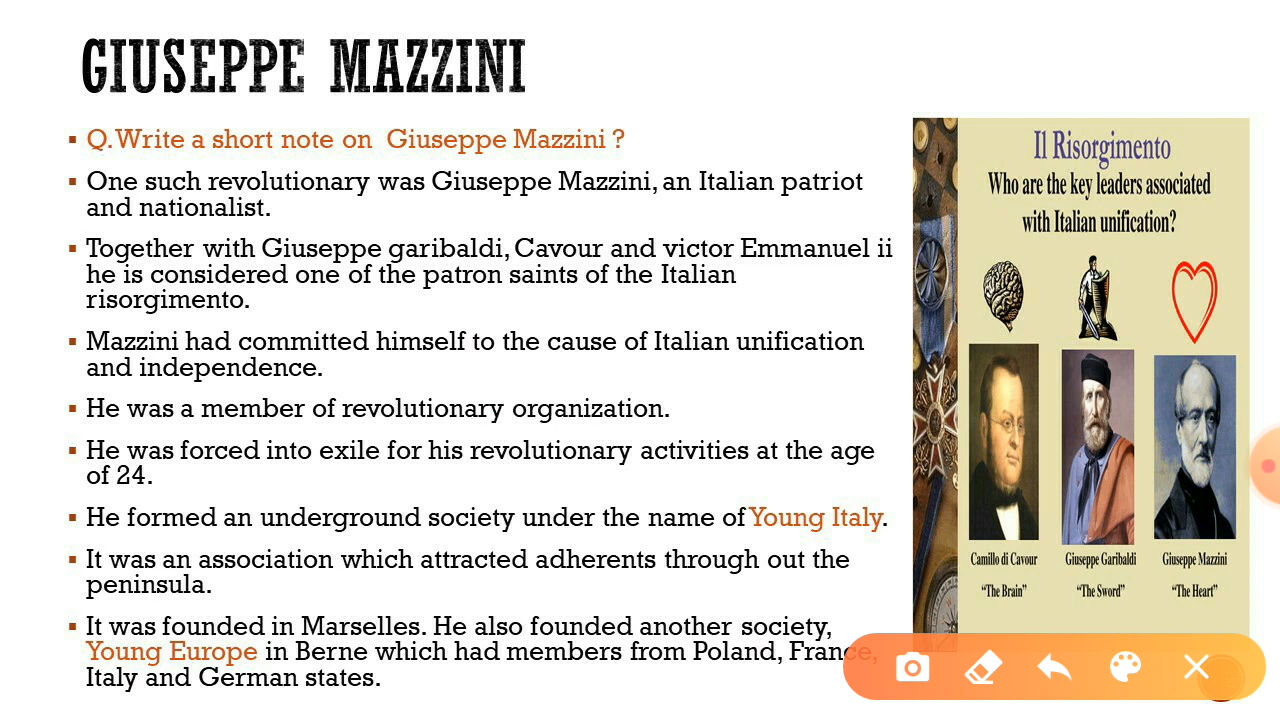 GIUSEPPE MAZZINI
Q.Write a short note on Giuseppe Mazzini ?
One such revolutionary was Giuseppe Mazzini, an Italian patriot
and nationalist.
Together with Giuseppe garibaldi, Cavour and victor Emmanuel ii
he is considered one of the patron saints of the Italian
risorgimento.
Mazzini had committed himself to the cause of Italian unification
and independence.
He was a member of revolutionary organization.
He was forced into exile for his revolutionary activities at the age
of 24.
He formed an underground society under the name of Young Italy.
It was an association which attracted adherents through out the
peninsula.
It was founded in Marselles. He also founded another society,
Young Europe in Berne which had members from Poland, France,
Italy and German states.
Il Risorgimento
Who are the key leaders associated
with Italian unification?
Camillo di Cavour
"The Brain"
Giuseppe Garibaldi
"The Sword"
Giuseppe Mazzini
"The Heart"